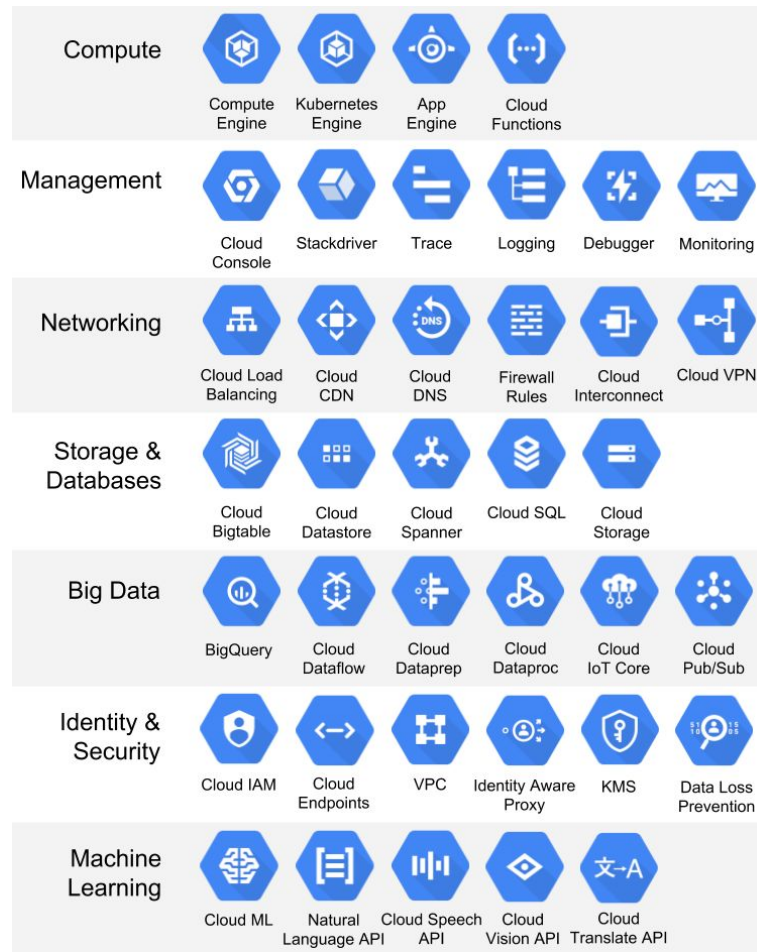 Compute
Compute
Engine
Kubernetes
Engine
App
Engine
Cloud
Functions
Management
Cloud
Console
Stackdriver
Trace
Logging
Debugger
Monitoring
Networking
DNS
Cloud Load
Balancing
Cloud
CDN
Cloud
DNS
Firewall
Rules
Cloud
Interconnect
Cloud VPN
Storage &
Databases
Cloud
Bigtable
Cloud
Datastore
Cloud
Spanner
Cloud SQL
Cloud
Storage
Big Data
BigQuery
Cloud
Dataflow
Cloud
Dataprep
Cloud
Dataproc
Cloud
IoT Core
Cloud
Pub/Sub
Identity &
Security
Cloud IAM
Cloud
Endpoints
VPC
Identity Aware
Proxy
KMS
Data Loss
Prevention
Machine
Learning
文→A
Cloud ML
Natural
Language API
Cloud Speech
API
Cloud
Vision API
Cloud
Translate API